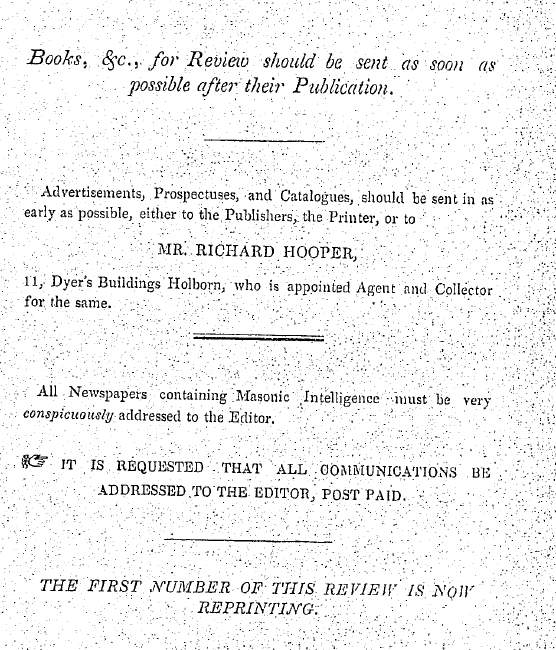 Books, &c., for Review should be sent as soon as
possible after their Publication.
Advertisements, Prospectuses, and Catalogues, should be sent in as
early as possible, either to the Publishers, the Printer, or to
MR. RICHARD HOOPER,
11, Dyer's Buildings Holborn, who is appointed Agent and Collector
for the same.
All Newspapers containing Masonic Intelligence must be very
conspicuously addressed to the Editor.
☞ IT IS REQUESTED THAT ALL COMMUNICATIONS BE
ADDRESSED TO THE EDITOR, POST PAID.
THE FIRST NUMBER OF THIS REVIEW IS NOW
REPRINTING.